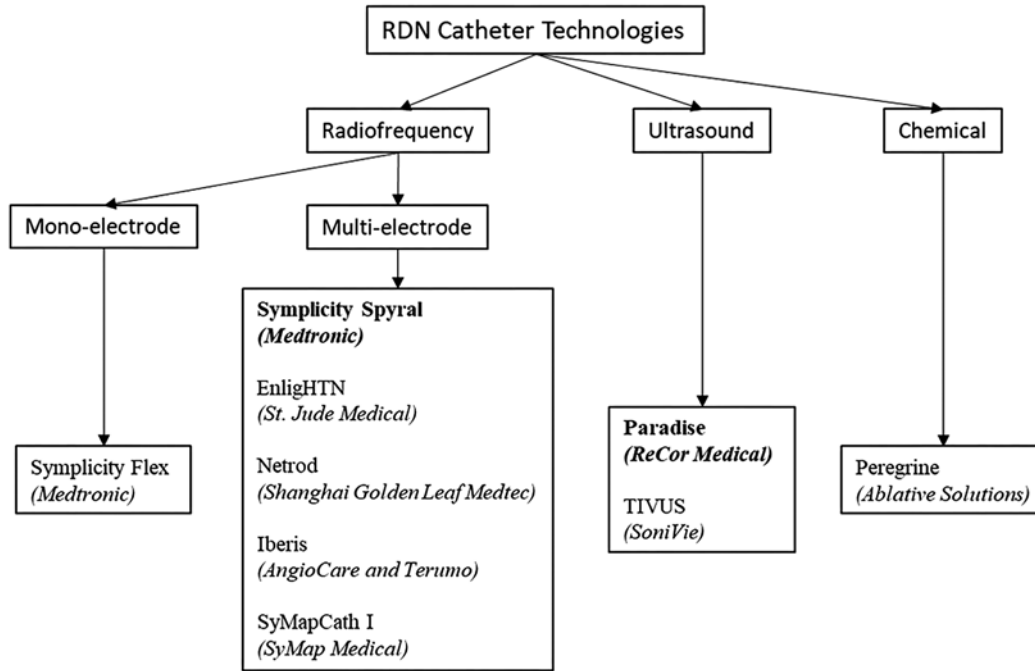 RDN Catheter Technologies
Radiofrequency
Ultrasound
Chemical
Mono-electrode
Multi-electrode
Symplicity Flex
(Medtronic)
Symplicity Spyral
(Medtronic)
EnligHTN
(St. Jude Medical)
Netrod
(Shanghai Golden Leaf Medtec)
Iberis
(AngioCare and Terumo)
SyMapCath I
(SyMap Medical)
Paradise
(ReCor Medical)
TIVUS
(SoniVie)
Peregrine
(Ablative Solutions)